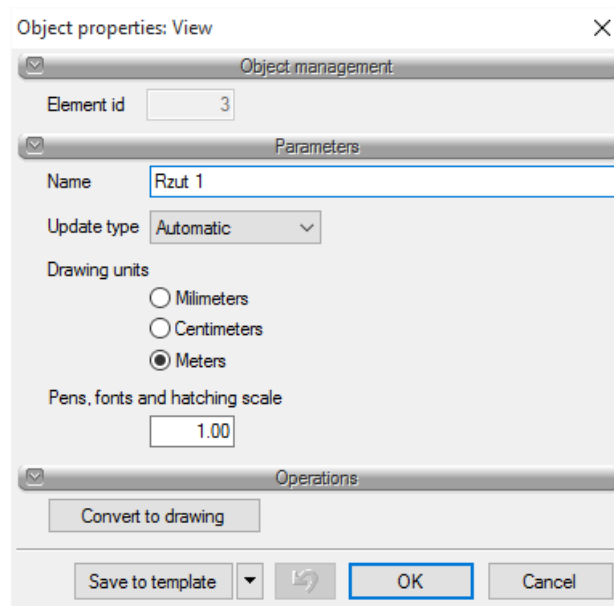 Object properties: View
Object management
Element id 3
Parameters
Name Rzut 1
Update type Automatic
Drawing units
Milimeters
Centimeters
Meters
Pens, fonts and hatching scale
1.00
Operations
Convert to drawing
Save to template OK Cancel